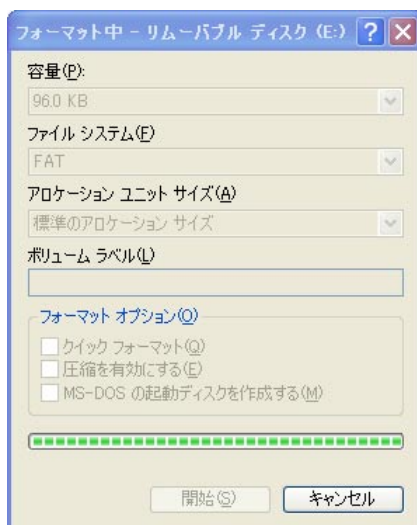 フォーマット中 - リムーバブル ディスク (E:)
容量(P):
96.0 KB
ファイル システム(F)
FAT
アロケーション ユニット サイズ(A)
標準のアロケーション サイズ
ボリューム ラベル(L)
フォーマット オプション(O)
クイック フォーマット(Q)
圧縮を有効にする(E)
MS-DOS の起動ディスクを作成する(M)
開始(S)
キャンセル